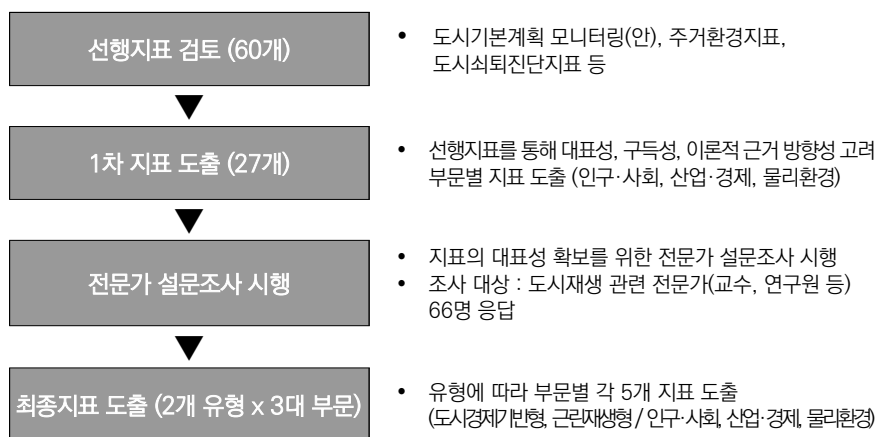 선행지표 검토 (60개)
• 도시기본계획 모니터링(안), 주거환경지표,
도시쇠퇴진단지표 등
1차 지표 도출 (27개)
• 선행지표를 통해 대표성, 구득성, 이론적 근거 방향성 고려
부문별 지표 도출 (인구·사회, 산업·경제, 물리환경)
전문가 설문조사 시행
• 지표의 대표성 확보를 위한 전문가 설문조사 시행
• 조사 대상 : 도시재생 관련 전문가(교수, 연구원 등)
66명 응답
최종지표 도출 (2개 유형 x 3대 부문)
• 유형에 따라 부문별 각 5개 지표 도출
(도시경제기반형, 근린재생형 / 인구·사회, 산업·경제, 물리환경)